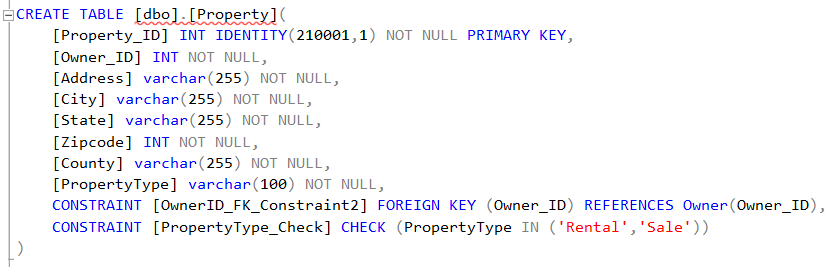 CREATE TABLE [dbo].[Property](
[Property_ID] INT IDENTITY(210001,1) NOT NULL PRIMARY KEY,
[Owner_ID] INT NOT NULL,
[Address] varchar(255) NOT NULL,
[City] varchar(255) NOT NULL,
[State] varchar(255) NOT NULL,
[Zipcode] INT NOT NULL,
[County] varchar(255) NOT NULL,
[PropertyType] varchar(100) NOT NULL,
CONSTRAINT [OwnerID_FK_Constraint2] FOREIGN KEY (Owner_ID) REFERENCES Owner(Owner_ID),
CONSTRAINT [PropertyType_Check] CHECK (PropertyType IN ('Rental','Sale'))
)